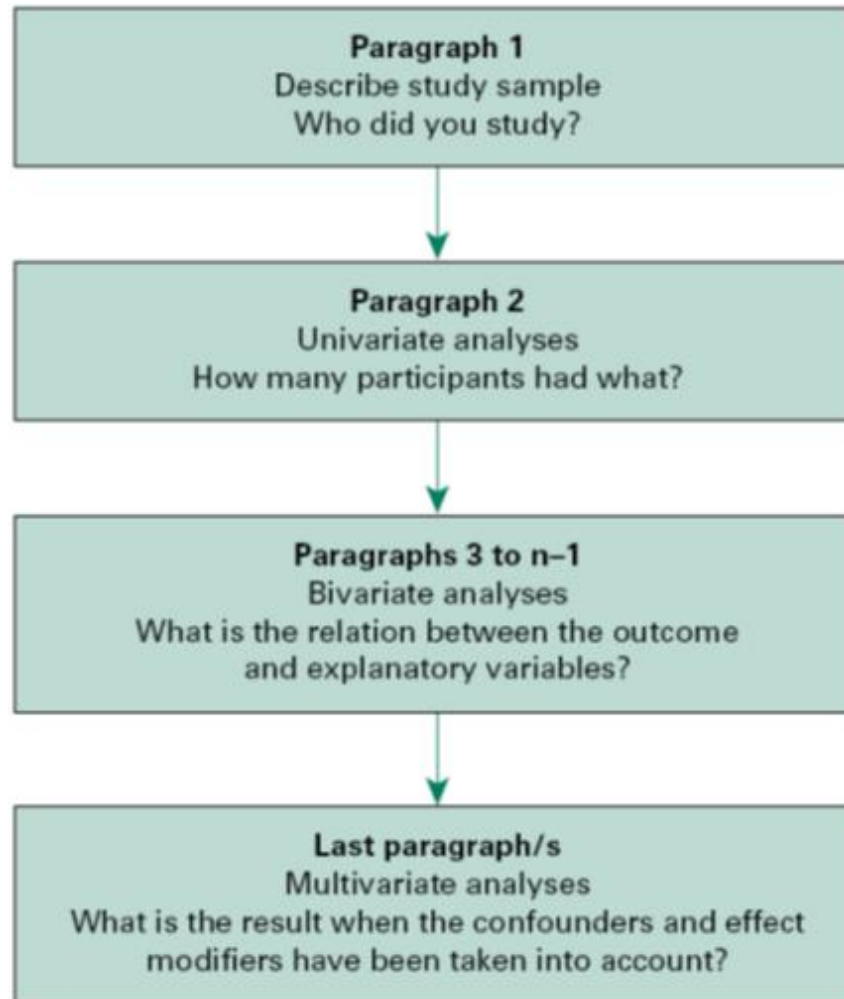 Paragraph 1
Describe study sample
Who did you study?
Paragraph 2
Univariate analyses
How many participants had what?
Paragraphs 3 to n–1
Bivariate analyses
What is the relation between the outcome
and explanatory variables?
Last paragraph/s
Multivariate analyses
What is the result when the confounders and effect
modifiers have been taken into account?